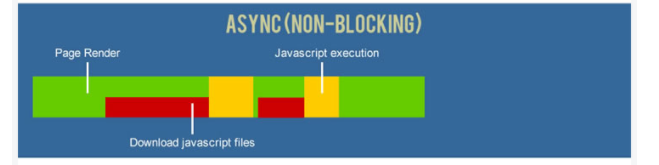 ASYNC (NON-BLOCKING)
Page Render
Javascript execution
Download javascript files